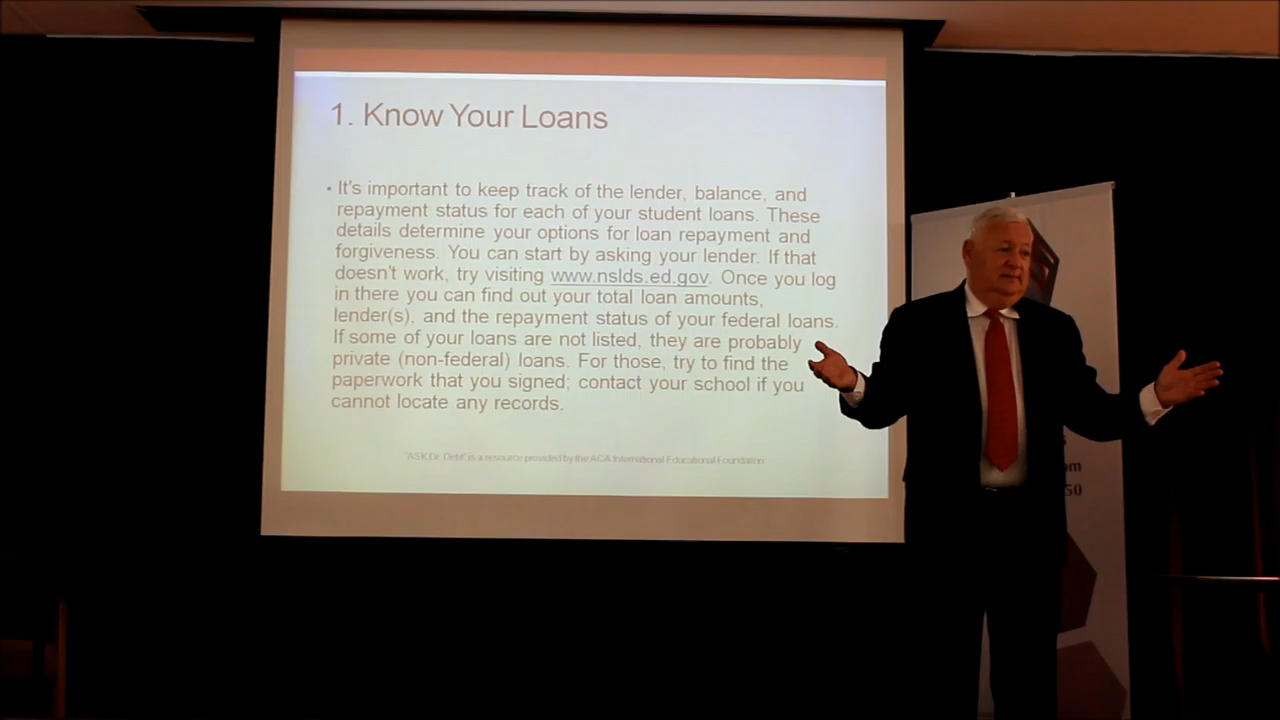 1. Know Your Loans
• It's important to keep track of the lender, balance, and
repayment status for each of your student loans. These
details determine your options for loan repayment and
forgiveness. You can start by asking your lender. If that
doesn't work, try visiting www.nslds.ed.gov. Once you log
in there you can find out your total loan amounts,
lender(s), and the repayment status of your federal loans.
If some of your loans are not listed, they are probably
private (non-federal) loans. For those, try to find the
paperwork that you signed; contact your school if you
cannot locate any records.
"ASK Dr. Debt" is a resource provided by the ACA International Educational Foundation
om
50